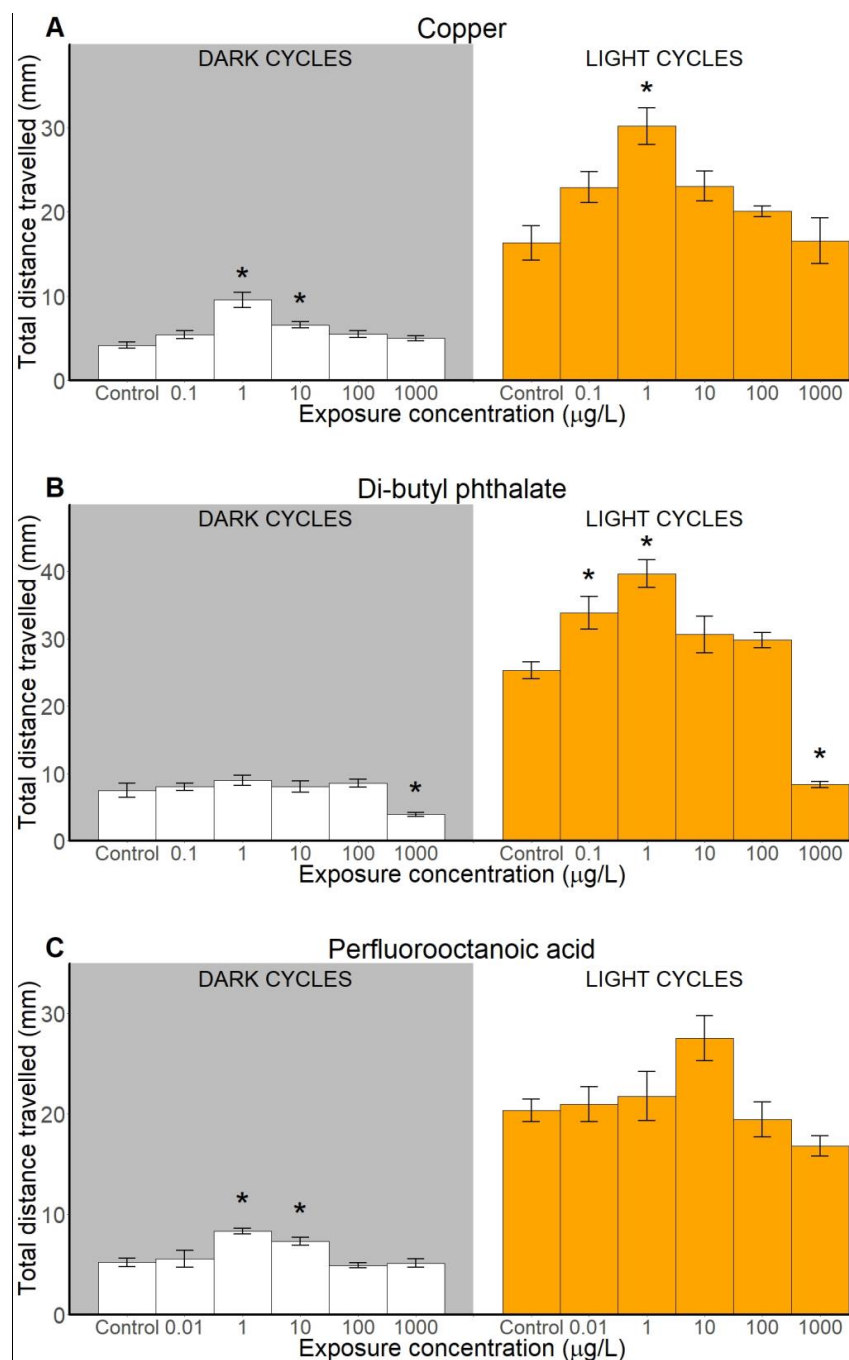 A Copper
DARK CYCLES LIGHT CYCLES
Total distance travelled (mm)
30
20
10
0
* * *
Control 0.1 1 10 100 1000 Control 0.1 1 10 100 1000
Exposure concentration (μg/L)
B Di-butyl phthalate
DARK CYCLES LIGHT CYCLES
Total distance travelled (mm)
40
30
20
10
0
* * * *
Control 0.1 1 10 100 1000 Control 0.1 1 10 100 1000
Exposure concentration (μg/L)
C Perfluorooctanoic acid
DARK CYCLES LIGHT CYCLES
Total distance travelled (mm)
30
20
10
0
* *
Control 0.01 1 10 100 1000 Control 0.01 1 10 100 1000
Exposure concentration (μg/L)